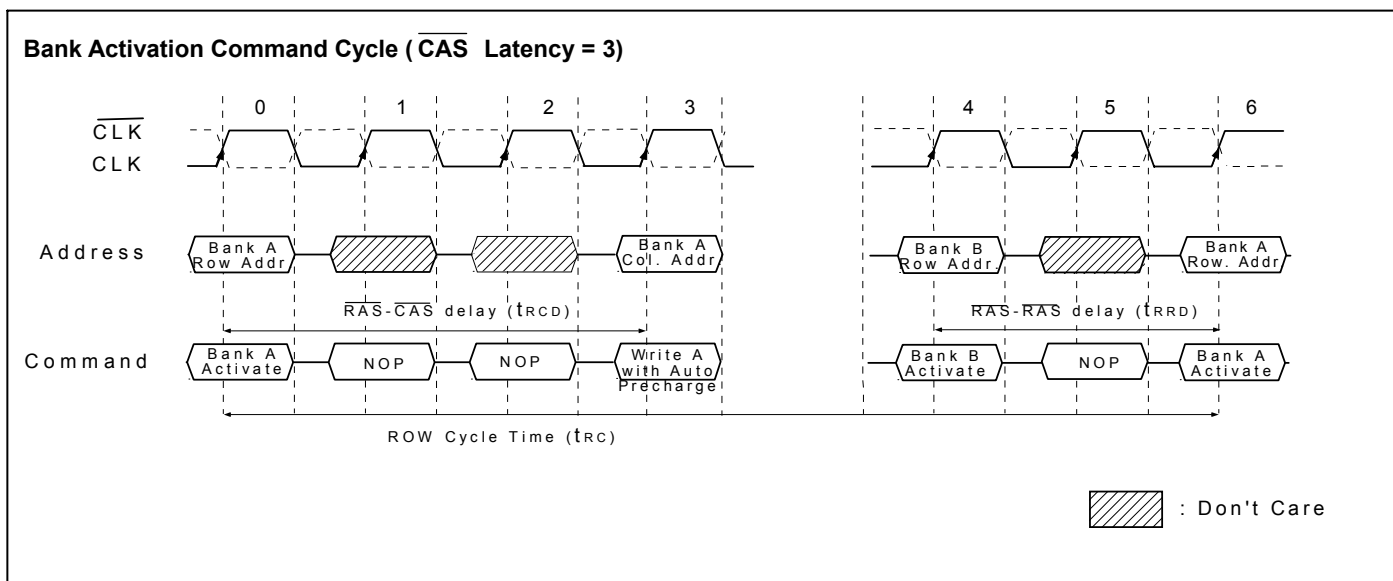 Bank Activation Command Cycle ( CAS Latency = 3)
0 1 2 3 4 5 6
CLK
CLK
Address
Bank A
Row Addr
Bank A
Col. Addr
Bank B
Row Addr.
Bank A
Row. Addr
RAS-CAS delay (tRCD)
RAS-RAS delay (tRRD)
Command
Bank A
Activate
NOP
NOP
Write A
with Auto
Precharge
Bank B
Activate
NOP
Bank A
Activate
ROW Cycle Time (tRC)
: Don't Care